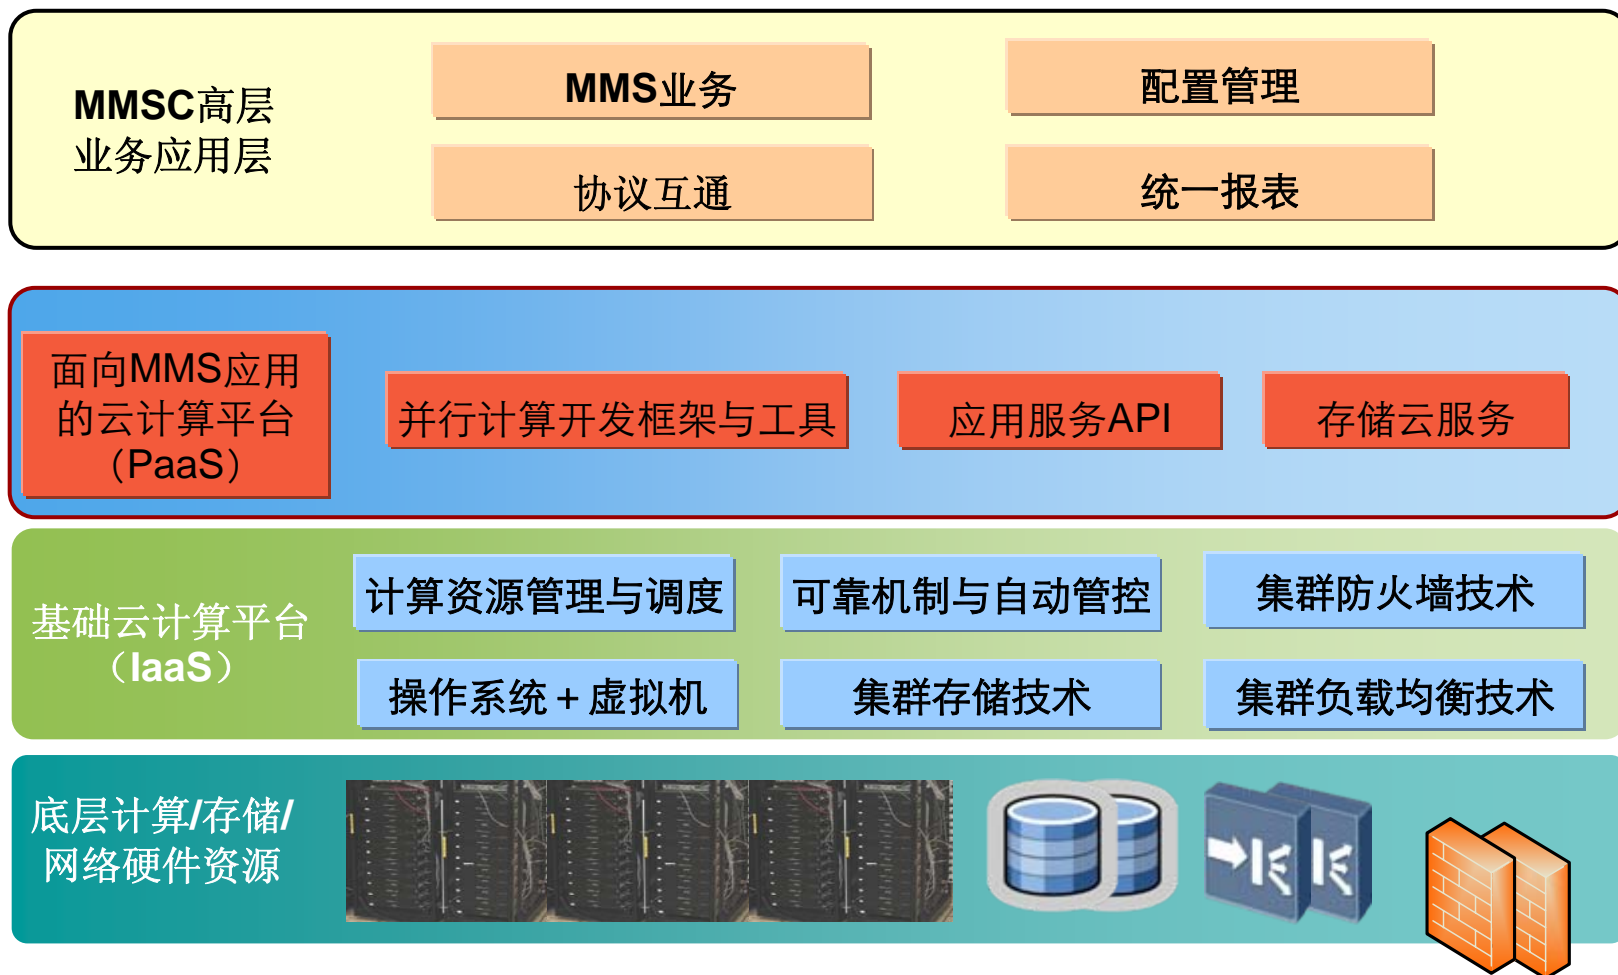 MMSC高层
业务应用层
MMS业务
配置管理
协议互通
统一报表
面向MMS应用
的云计算平台
（PaaS）
并行计算开发框架与工具
应用服务API
存储云服务
基础云计算平台
（IaaS）
计算资源管理与调度
可靠机制与自动管控
集群防火墙技术
操作系统＋虚拟机
集群存储技术
集群负载均衡技术
底层计算/存储/
网络硬件资源